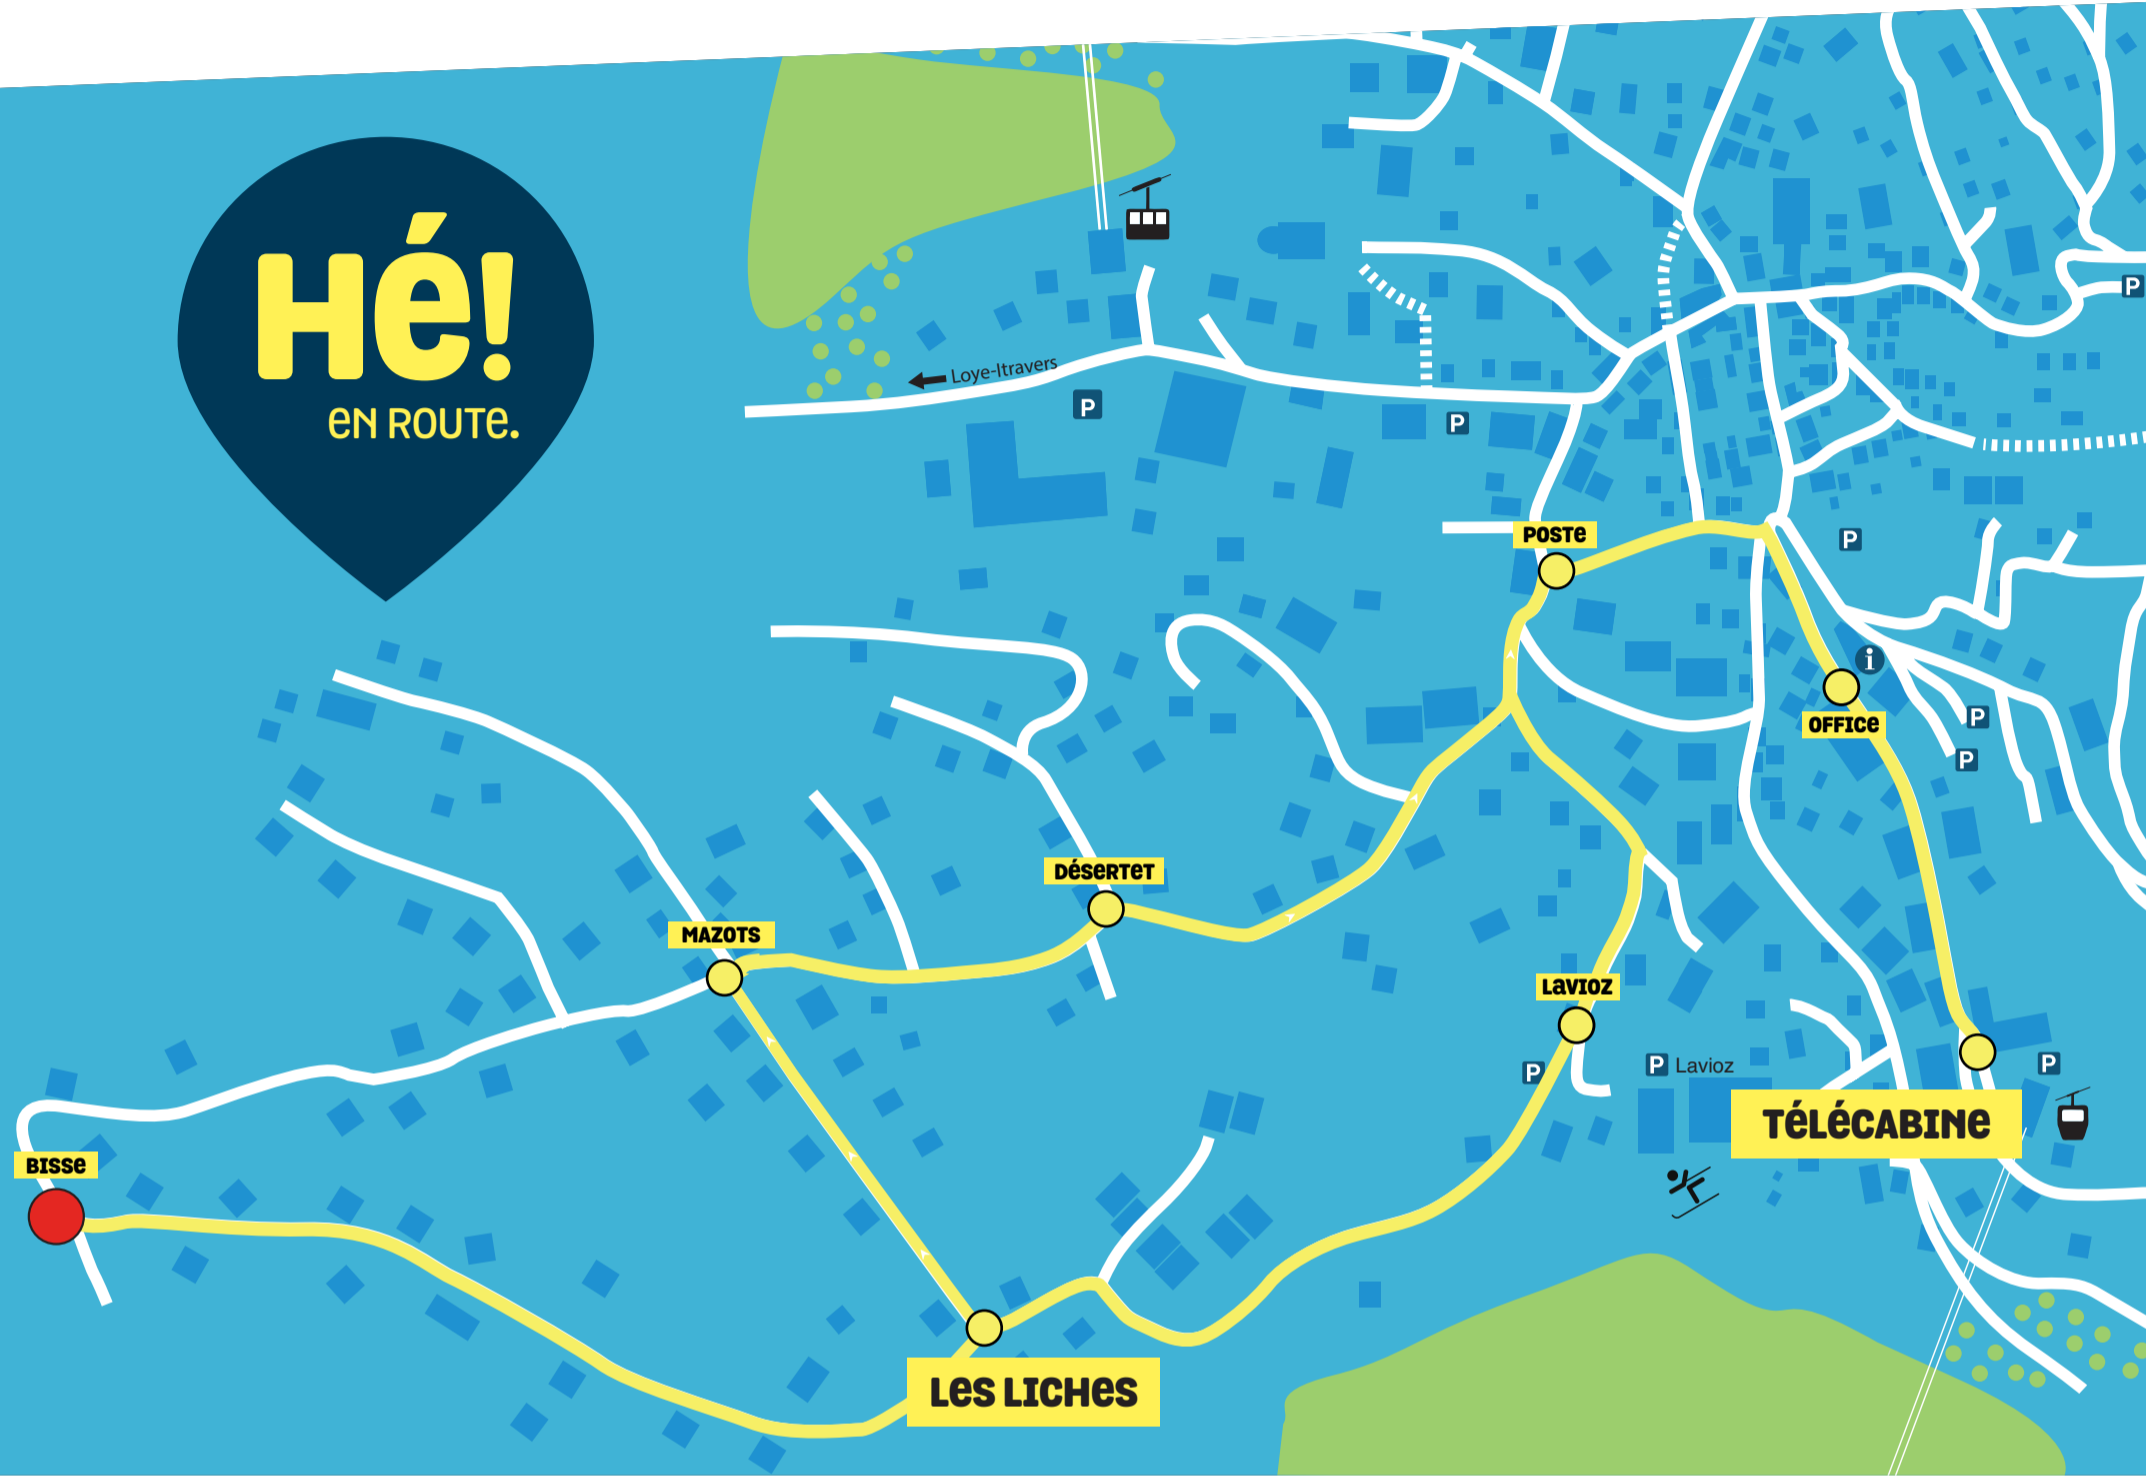 Hé!
en route.
Loye-Itravers
P
P
P
Poste
P
i
Office
P
P
Désertet
Mazots
Lavioz
P
P Lavioz
P
Télécabine
Bisse
Les Liches
P